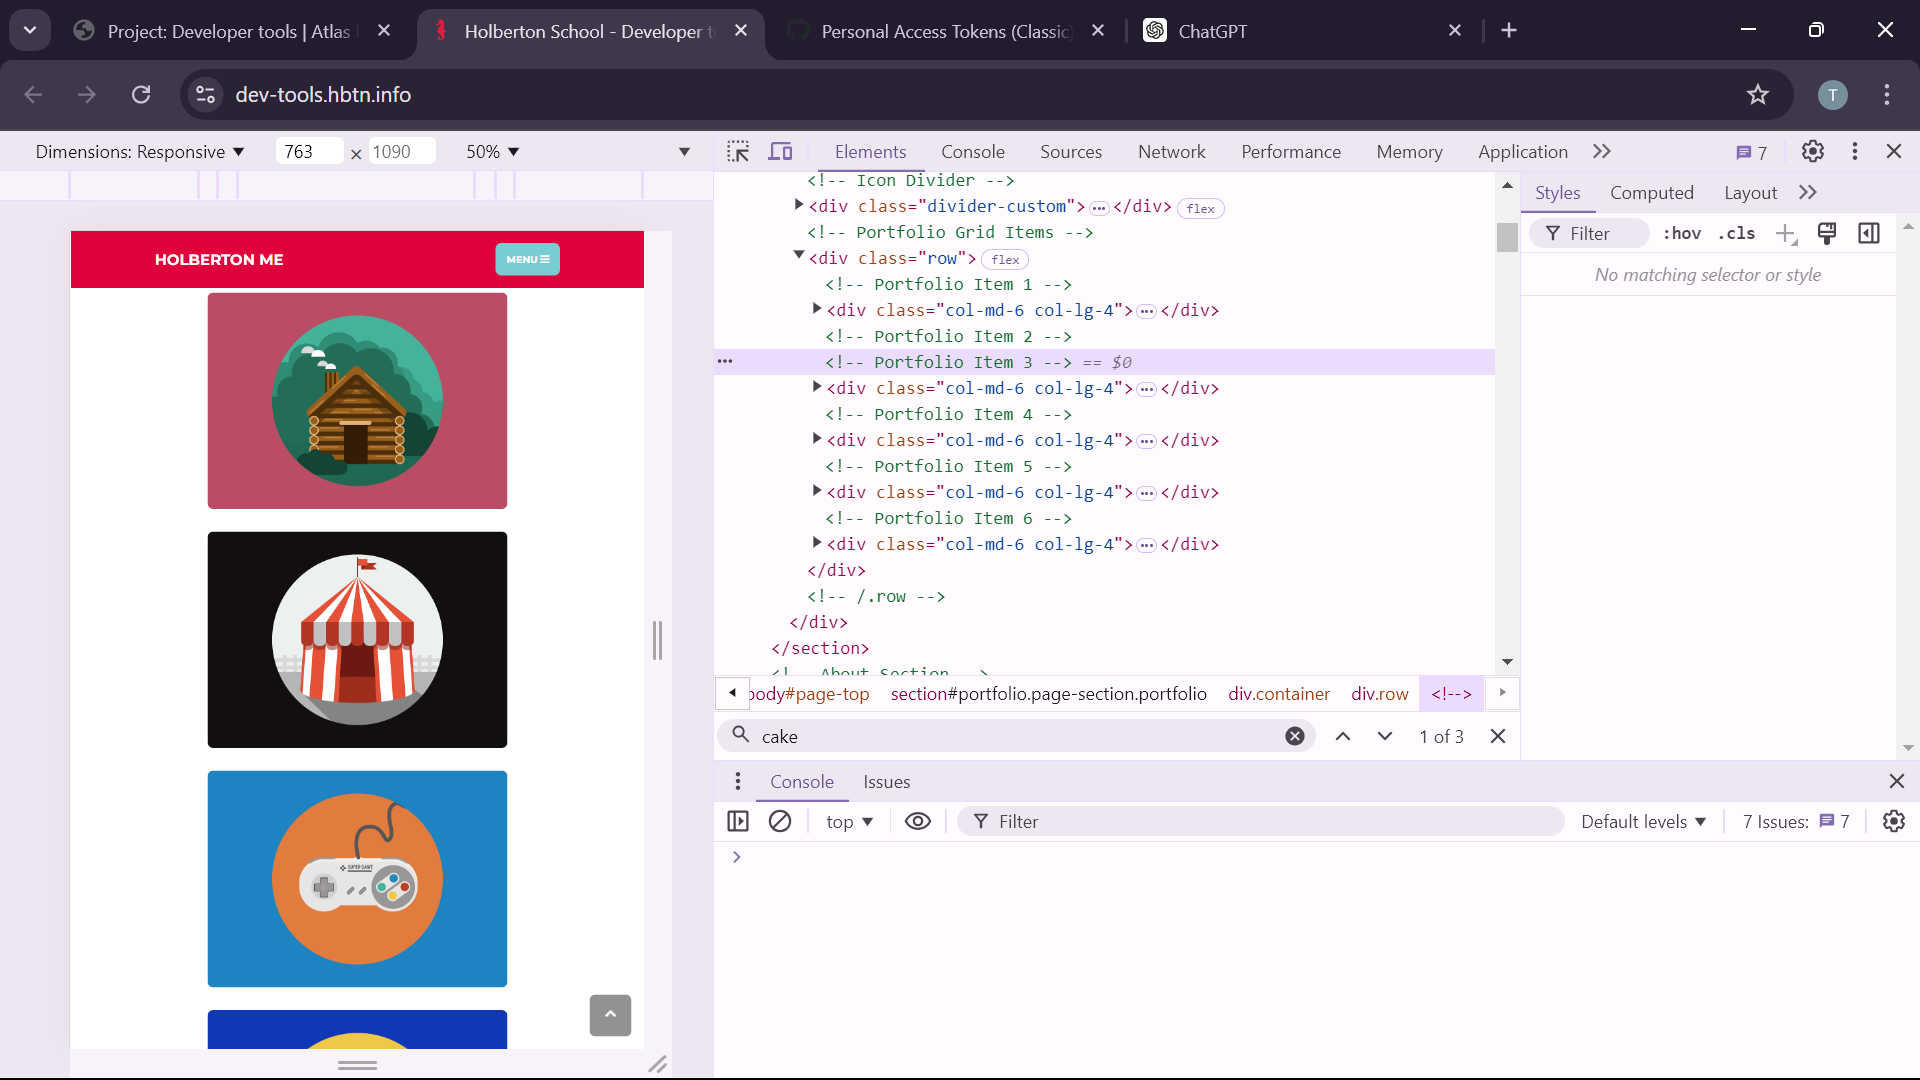 Project: Developer tools | Atlas
Holberton School - Developer t
Personal Access Tokens (Classic)
ChatGPT
dev-tools.hbtn.info
T
Dimensions: Responsive ▼ 763 × 1090 50% ▼
Elements Console Sources Network Performance Memory Application 7
HOLBERTON ME
MENU
SUPER GAME
<!-- Icon Divider -->
<div class="divider-custom">…</div> flex
<!-- Portfolio Grid Items -->
<div class="row"> flex
<!-- Portfolio Item 1 -->
<div class="col-md-6 col-lg-4">…</div>
<!-- Portfolio Item 2 -->
<!-- Portfolio Item 3 --> == $0
<div class="col-md-6 col-lg-4">…</div>
<!-- Portfolio Item 4 -->
<div class="col-md-6 col-lg-4">…</div>
<!-- Portfolio Item 5 -->
<div class="col-md-6 col-lg-4">…</div>
<!-- Portfolio Item 6 -->
<div class="col-md-6 col-lg-4">…</div>
</div>
<!-- /.row -->
</div>
</section>
<!-- About Section -->
body#page-top section#portfolio.page-section.portfolio div.container div.row <!-->
cake 1 of 3
Styles Computed Layout
Filter :hov .cls
No matching selector or style
Console Issues
top ▼ Filter Default levels ▼ 7 Issues: 7